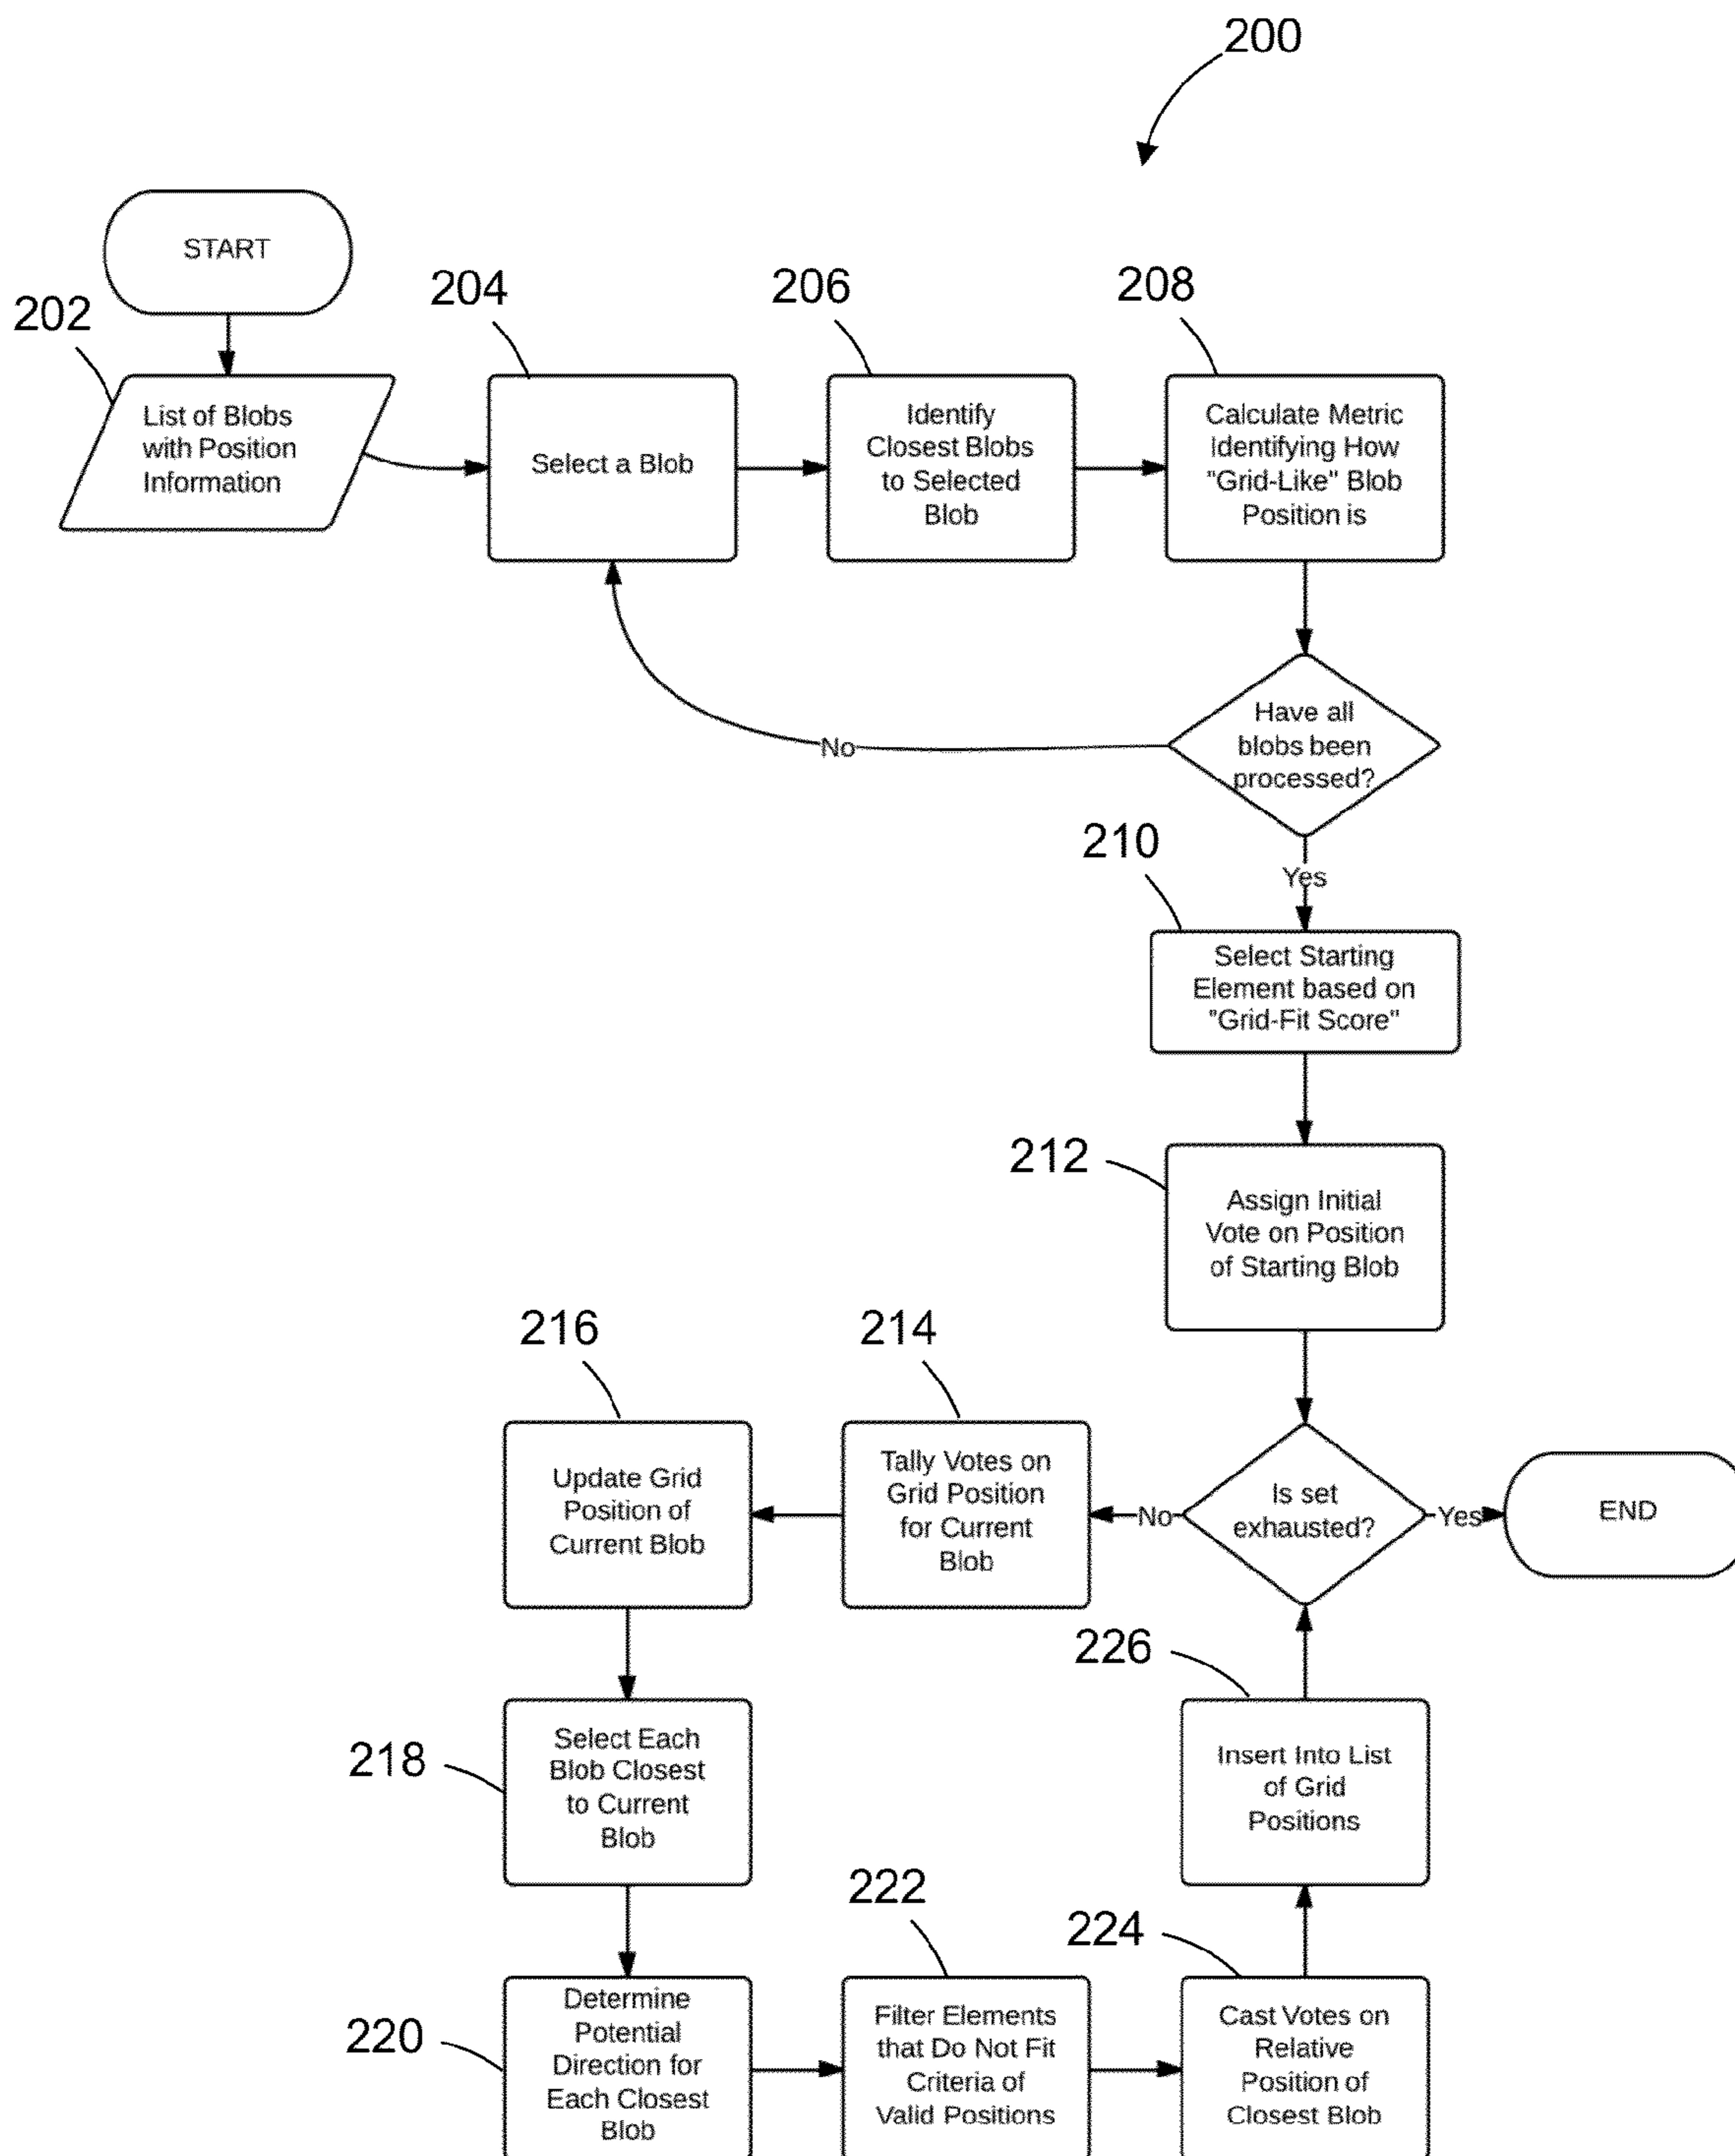 200
START
202
List of Blobs
with Position
Information
204
Select a Blob
206
Identify
Closest Blobs
to Selected
Blob
208
Calculate Metric
Identifying How
"Grid-Like" Blob
Position is
Have all
blobs been
processed?
No
Yes
210
Select Starting
Element based on
"Grid-Fit Score"
212
Assign Initial
Vote on Position
of Starting Blob
Is set
exhausted?
Yes
END
No
214
Tally Votes on
Grid Position
for Current
Blob
216
Update Grid
Position of
Current Blob
218
Select Each
Blob Closest
to Current
Blob
220
Determine
Potential
Direction for
Each Closest
Blob
222
Filter Elements
that Do Not Fit
Criteria of
Valid Positions
224
Cast Votes on
Relative
Position of
Closest Blob
226
Insert Into List
of Grid
Positions